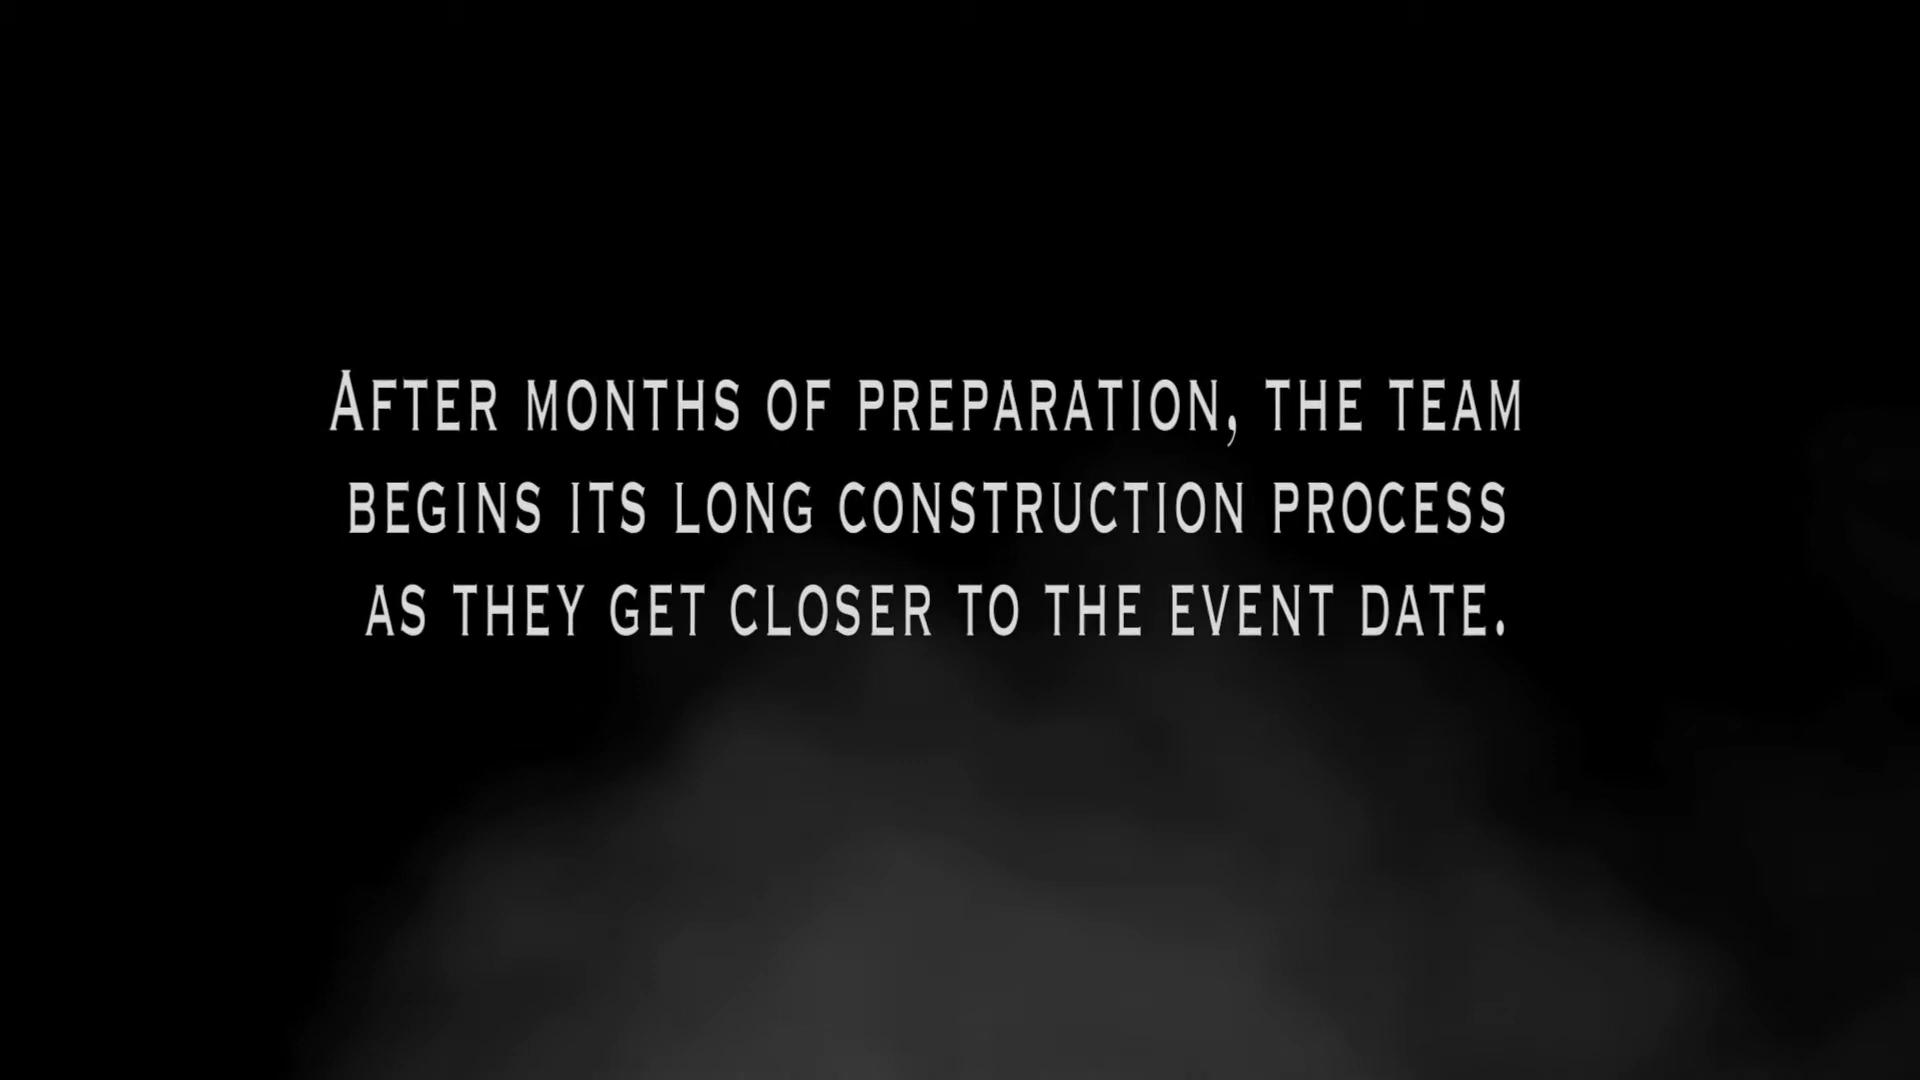 After months of preparation, the team
begins its long construction process
as they get closer to the event date.